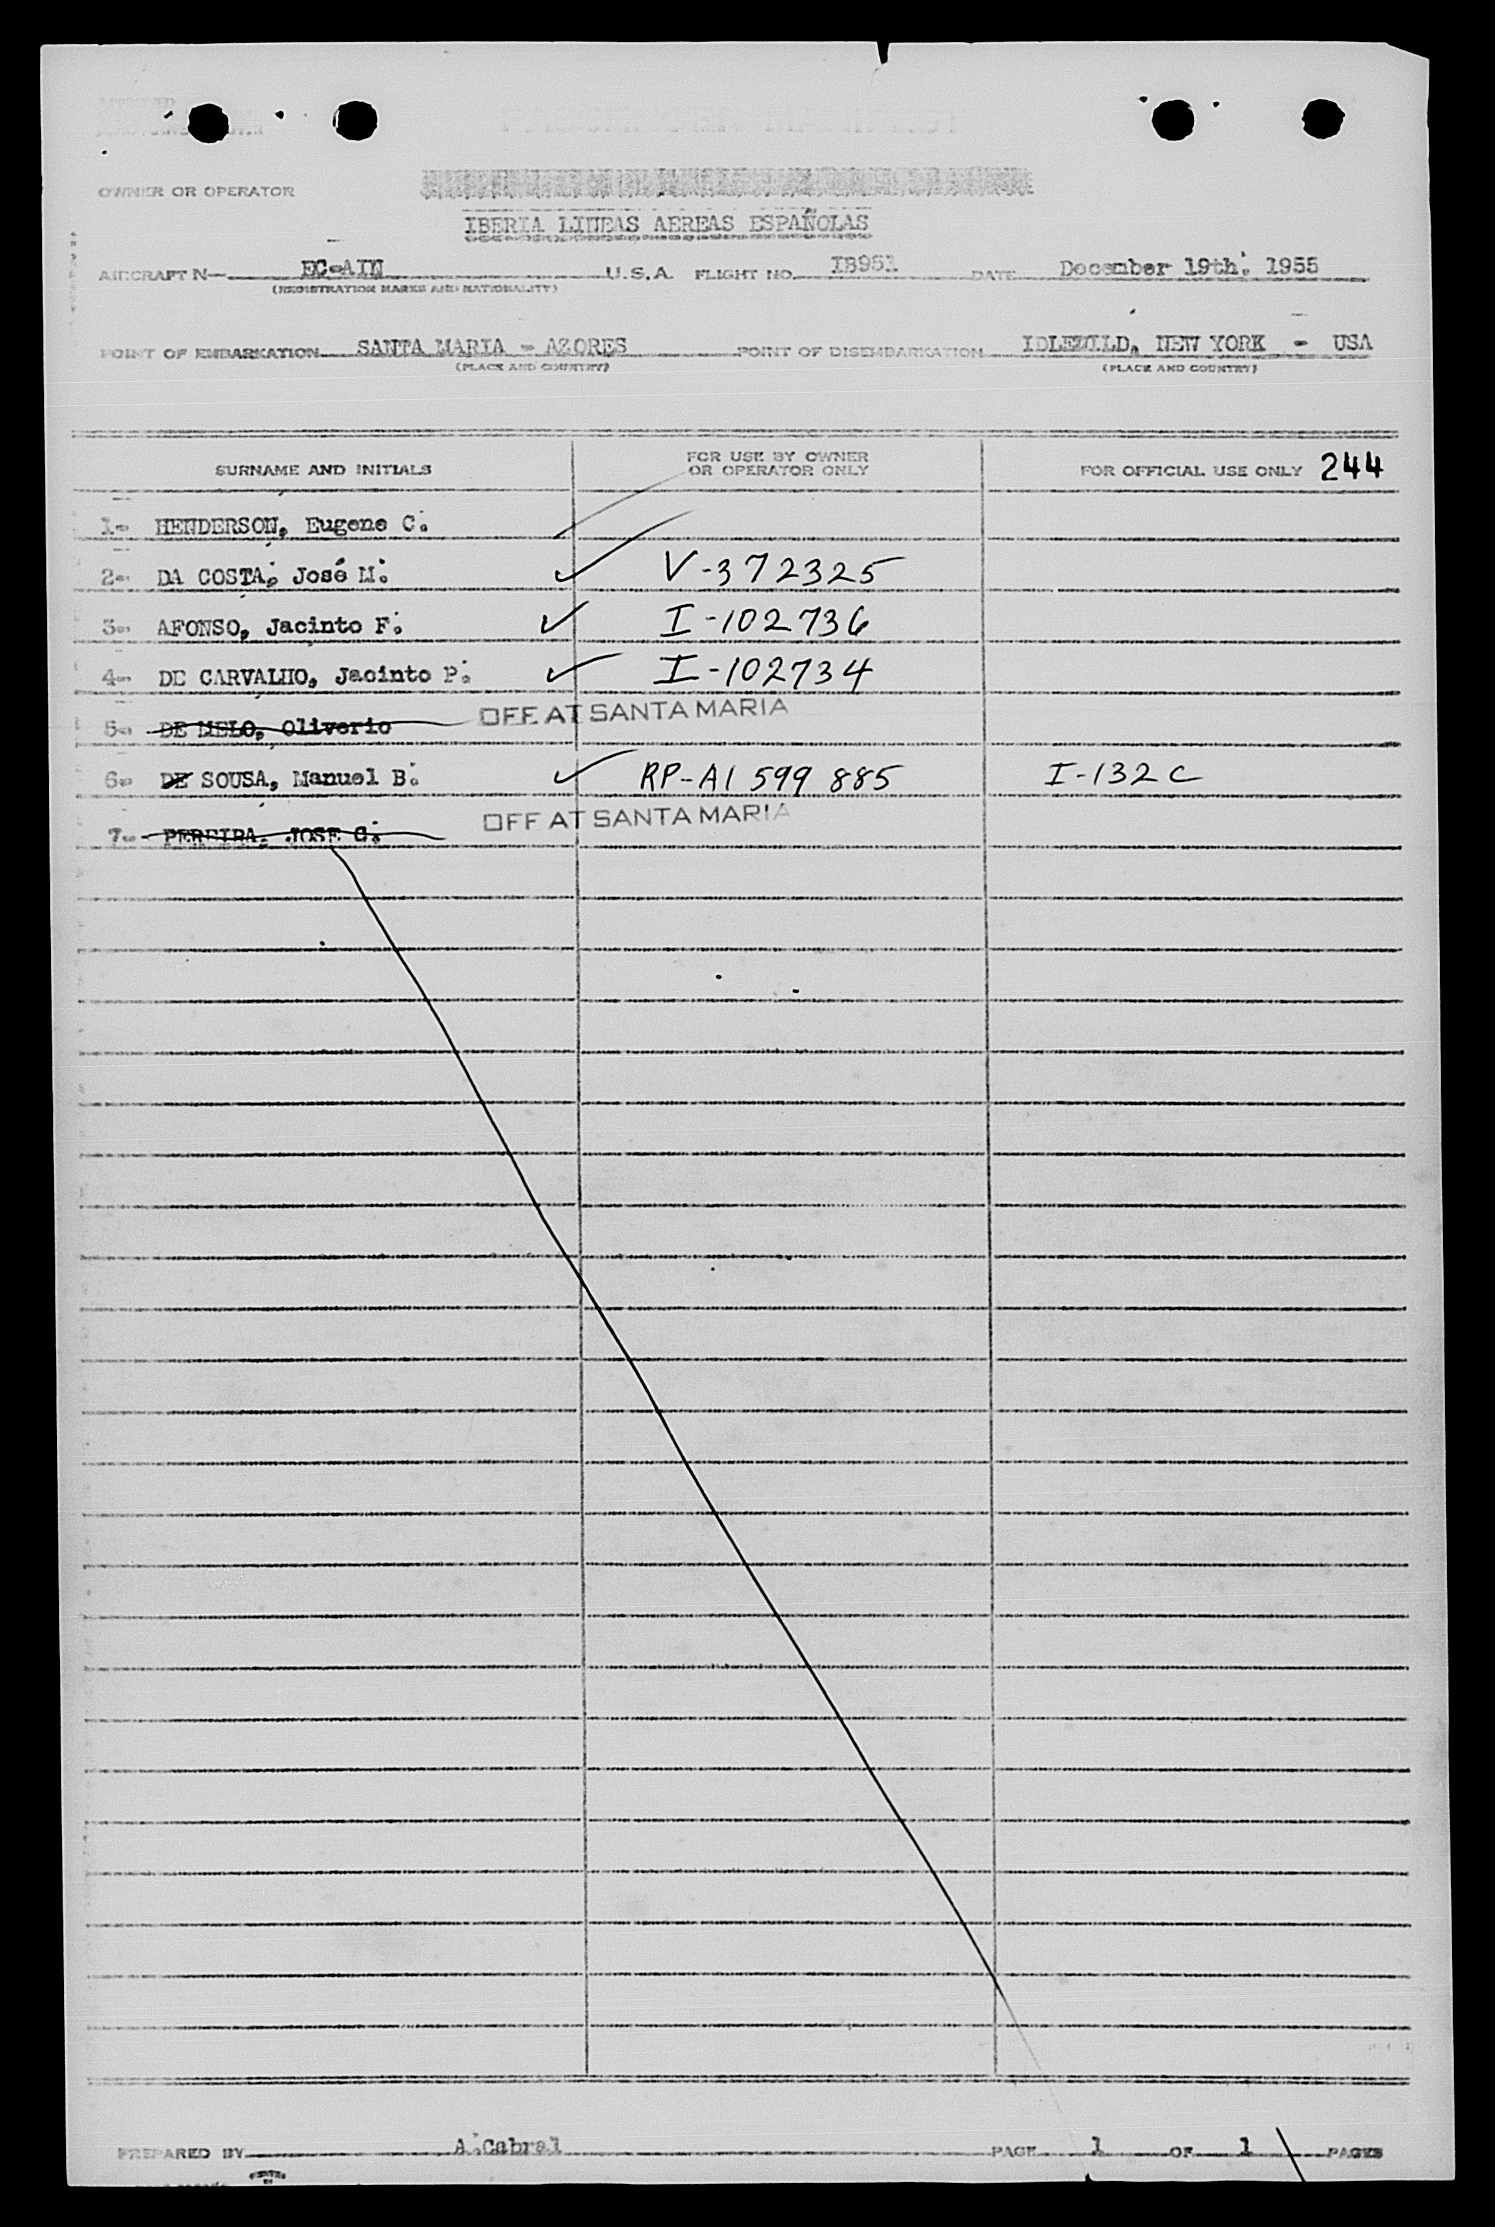 OWNER OR OPERATOR
IBERIA LINEAS AEREAS ESPAÑOLAS
AIRCRAFT N— EC-AIN U.S.A. FLIGHT NO. IB951 DATE December 19th. 1955
(REGISTRATION MARKS AND NATIONALITY)
POINT OF EMBARKATION SANTA MARIA - AZORES POINT OF DISEMBARKATION IDLEWILD, NEW YORK - USA
(PLACE AND COUNTRY) (PLACE AND COUNTRY)
SURNAME AND INITIALS FOR USE BY OWNER OR OPERATOR ONLY FOR OFFICIAL USE ONLY 244
1- HENDERSON, Eugene C.
2- DA COSTA, José M. V-372325
3- AFONSO, Jacinto F. I-102736
4- DE CARVALHO, Jacinto P. I-102734
5- DE MELO, Oliverio OFF AT SANTA MARIA
6- DE SOUSA, Manuel B. RP-A1 599 885 I-132 C
7- PEREIRA, JOSE C. OFF AT SANTA MARIA
PREPARED BY A.Cabral PAGE 1 OF 1 PAGES